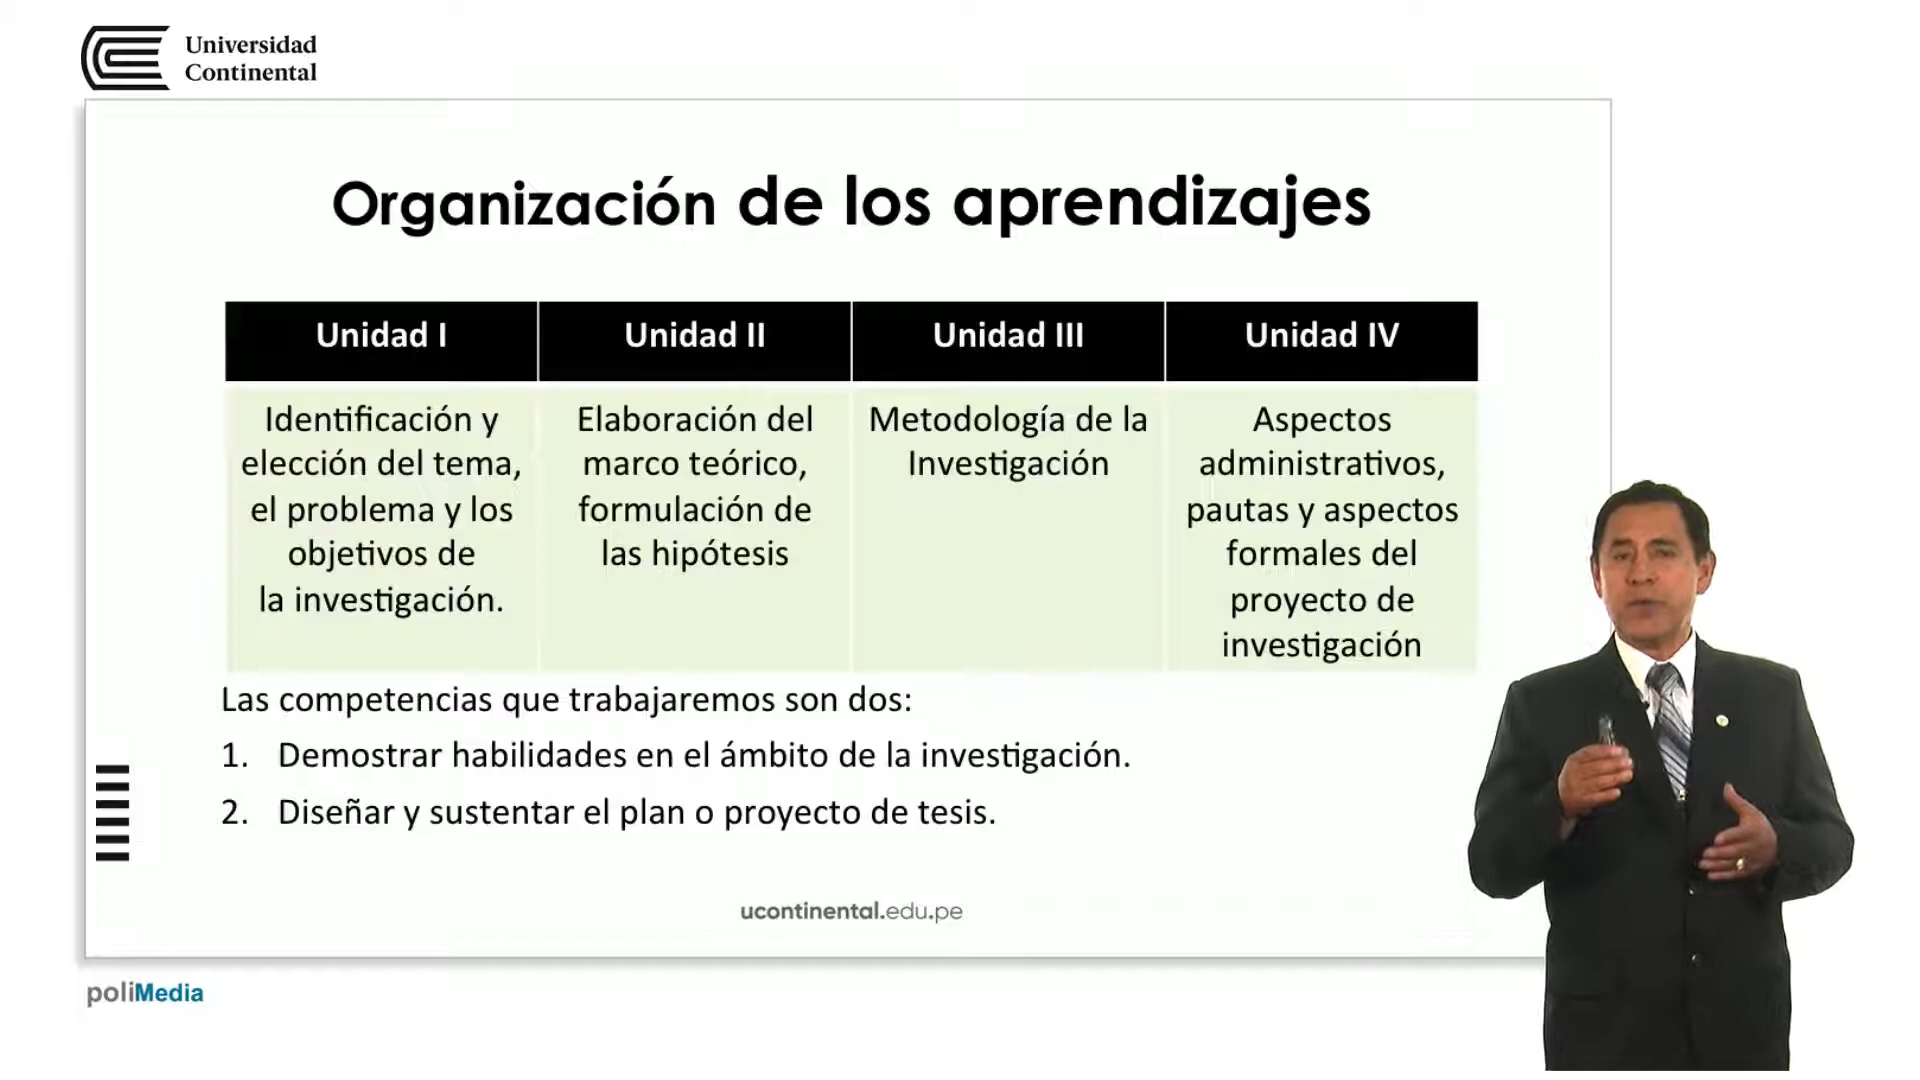 Universidad
Continental
Organización de los aprendizajes
Unidad I
Unidad II
Unidad III
Unidad IV
Identificación y
elección del tema,
el problema y los
objetivos de
la investigación.
Elaboración del
marco teórico,
formulación de
las hipótesis
Metodología de la
Investigación
Aspectos
administrativos,
pautas y aspectos
formales del
proyecto de
investigación
Las competencias que trabajaremos son dos:
1. Demostrar habilidades en el ámbito de la investigación.
2. Diseñar y sustentar el plan o proyecto de tesis.
ucontinental.edu.pe
poliMedia